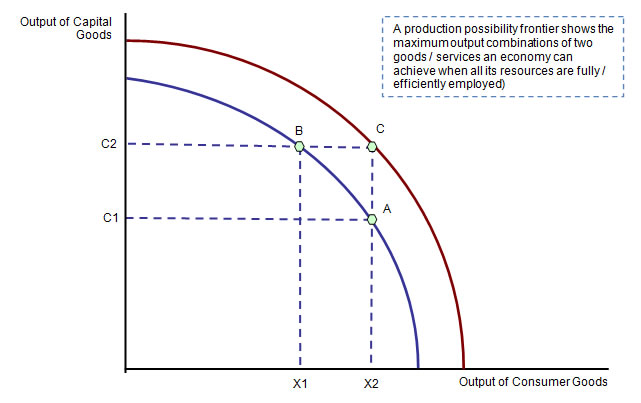 Output of Capital
Goods
A production possibility frontier shows the
maximum output combinations of two
goods / services an economy can
achieve when all its resources are fully /
efficiently employed)
B
C
C2
A
C1
X1
X2
Output of Consumer Goods